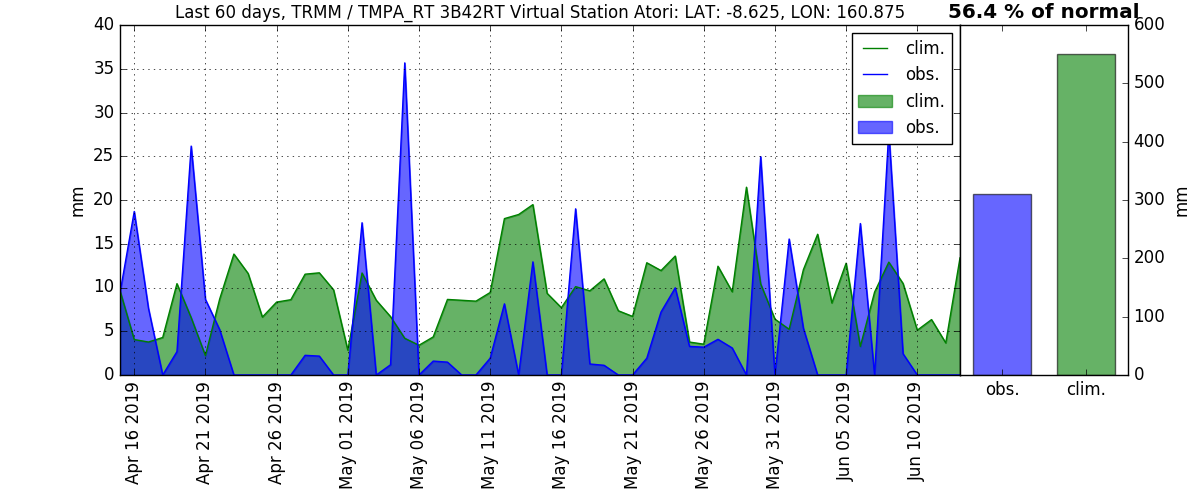 Last 60 days, TRMM / TMPA_RT 3B42RT Virtual Station Atori: LAT: -8.625, LON: 160.875
56.4 % of normal
40
35
30
25
20
15
10
5
0
mm
clim.
obs.
clim.
obs.
600
500
400
300
200
100
0
mm
Apr 16 2019
Apr 21 2019
Apr 26 2019
May 01 2019
May 06 2019
May 11 2019
May 16 2019
May 21 2019
May 26 2019
May 31 2019
Jun 05 2019
Jun 10 2019
obs.
clim.